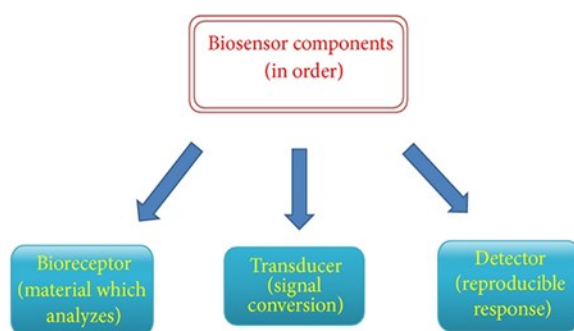 Biosensor components
(in order)
Bioreceptor
(material which
analyzes)
Transducer
(signal
conversion)
Detector
(reproducible
response)